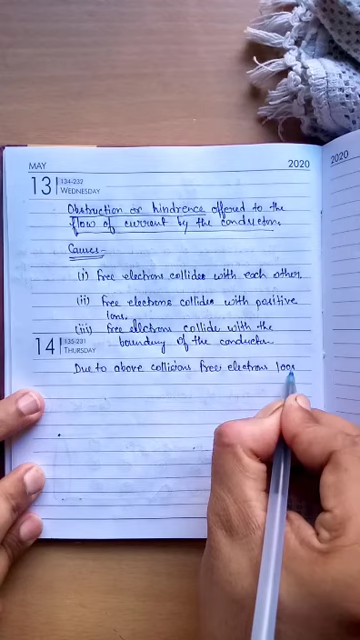 MAY 2020
2020
13 134-232 WEDNESDAY
Obstruction or hindrence offered to the
flow of current by the conductor.
Causes-
(i) Free electrons collides with each other.
(ii) Free electrons collides with positive
ions.
(iii) Free electrons collide with the
boundary of the conductor
14 135-231 THURSDAY
Due to above collisions free electrons loos